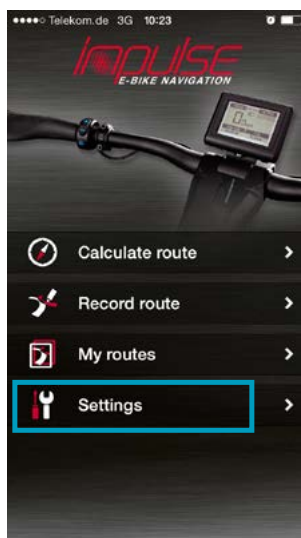 Telekom.de 3G 10:23
impulse
E-BIKE NAVIGATION
Calculate route
Record route
My routes
Settings